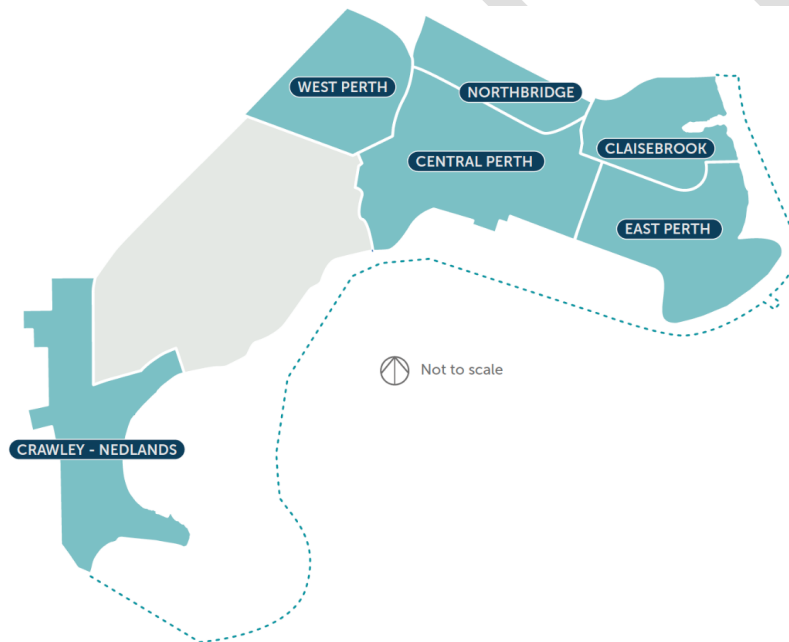 WEST PERTH
NORTHBRIDGE
CLAISEBROOK
CENTRAL PERTH
EAST PERTH
Not to scale
CRAWLEY - NEDLANDS